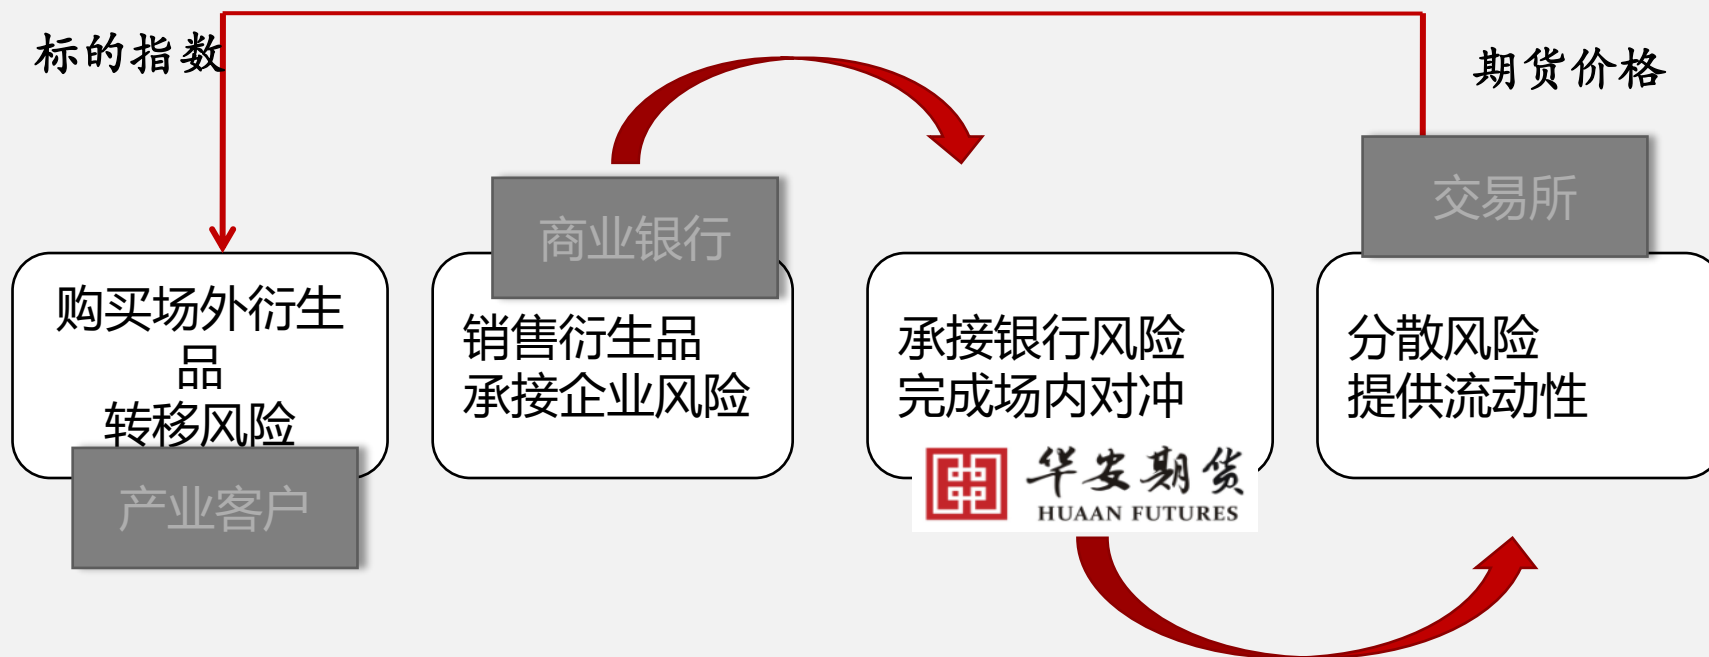 标的指数
期货价格
交易所
商业银行
购买场外衍生
品
转移风险
产业客户
销售衍生品
承接企业风险
承接银行风险
完成场内对冲
华安期货
HUAAN FUTURES
分散风险
提供流动性